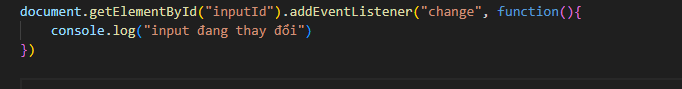 document.getElementById("inputId").addEventListener("change", function(){
    console.log("input đang thay đổi")
})